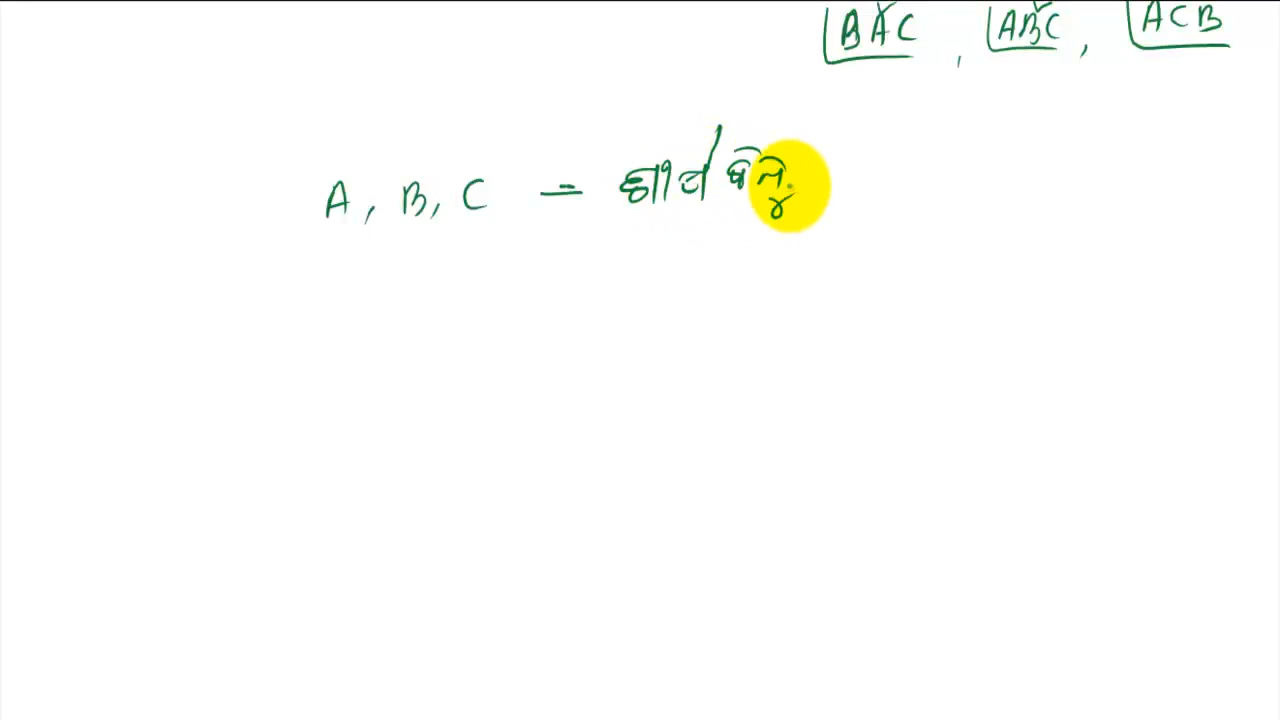 ∠BAC , ∠ABC , ∠ACB
A , B , C = ଶୀର୍ଷ ବିନ୍ଦୁ